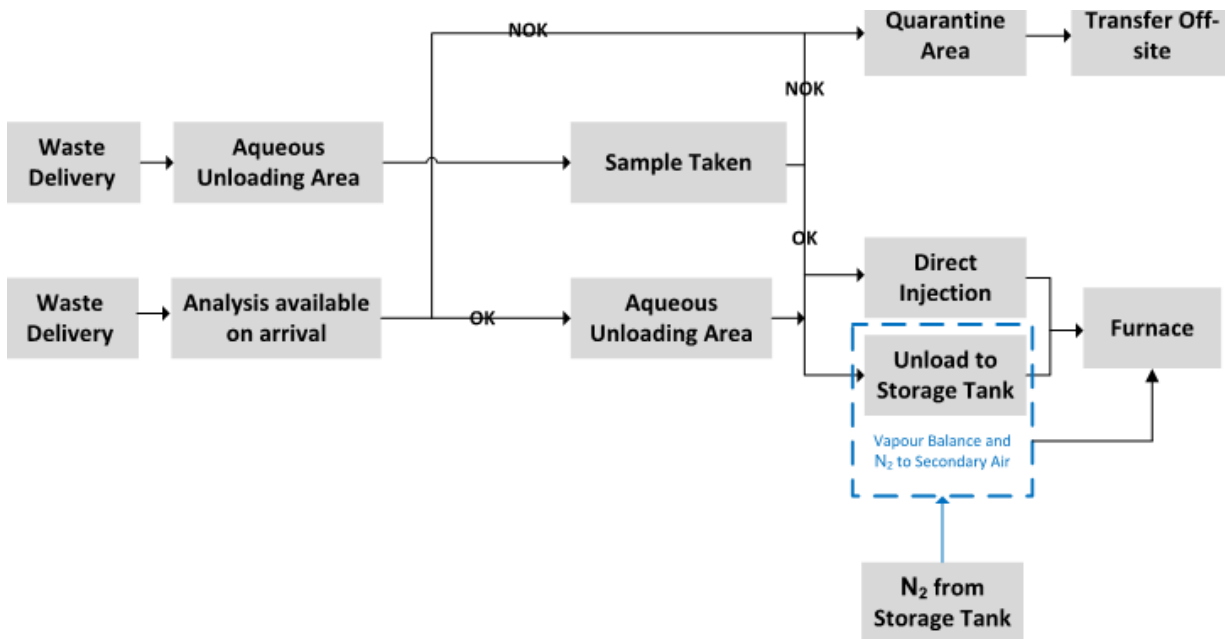 NOK
Quarantine
Area
Transfer Off-
site
NOK
Waste
Delivery
Aqueous
Unloading Area
Sample Taken
OK
Direct
Injection
Waste
Delivery
Analysis available
on arrival
OK
Aqueous
Unloading Area
Furnace
Unload to
Storage Tank
Vapour Balance and
N₂ to Secondary Air
N₂ from
Storage Tank